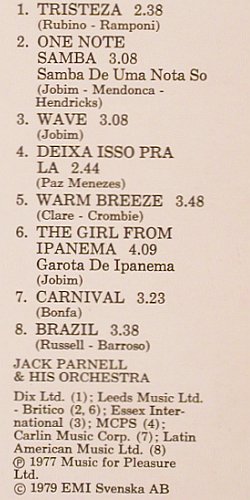 1. TRISTEZA 2.38
(Rubino - Ramponi)
2. ONE NOTE
SAMBA 3.08
Samba De Uma Nota So
(Jobim - Mendonca -
Hendricks)
3. WAVE 3.08
(Jobim)
4. DEIXA ISSO PRA
LA 2.44
(Paz Menezes)
5. WARM BREEZE 3.48
(Clare - Crombie)
6. THE GIRL FROM
IPANEMA 4.09
Garota De Ipanema
(Jobim)
7. CARNIVAL 3.23
(Bonfa)
8. BRAZIL 3.38
(Russell - Barroso)
JACK PARNELL
& HIS ORCHESTRA
Dix Ltd. (1); Leeds Music Ltd.
- Britico (2, 6); Essex Inter-
national (3); MCPS (4);
Carlin Music Corp. (7); Latin
American Music Ltd. (8)
℗ 1977 Music for Pleasure
Ltd.
© 1979 EMI Svenska AB